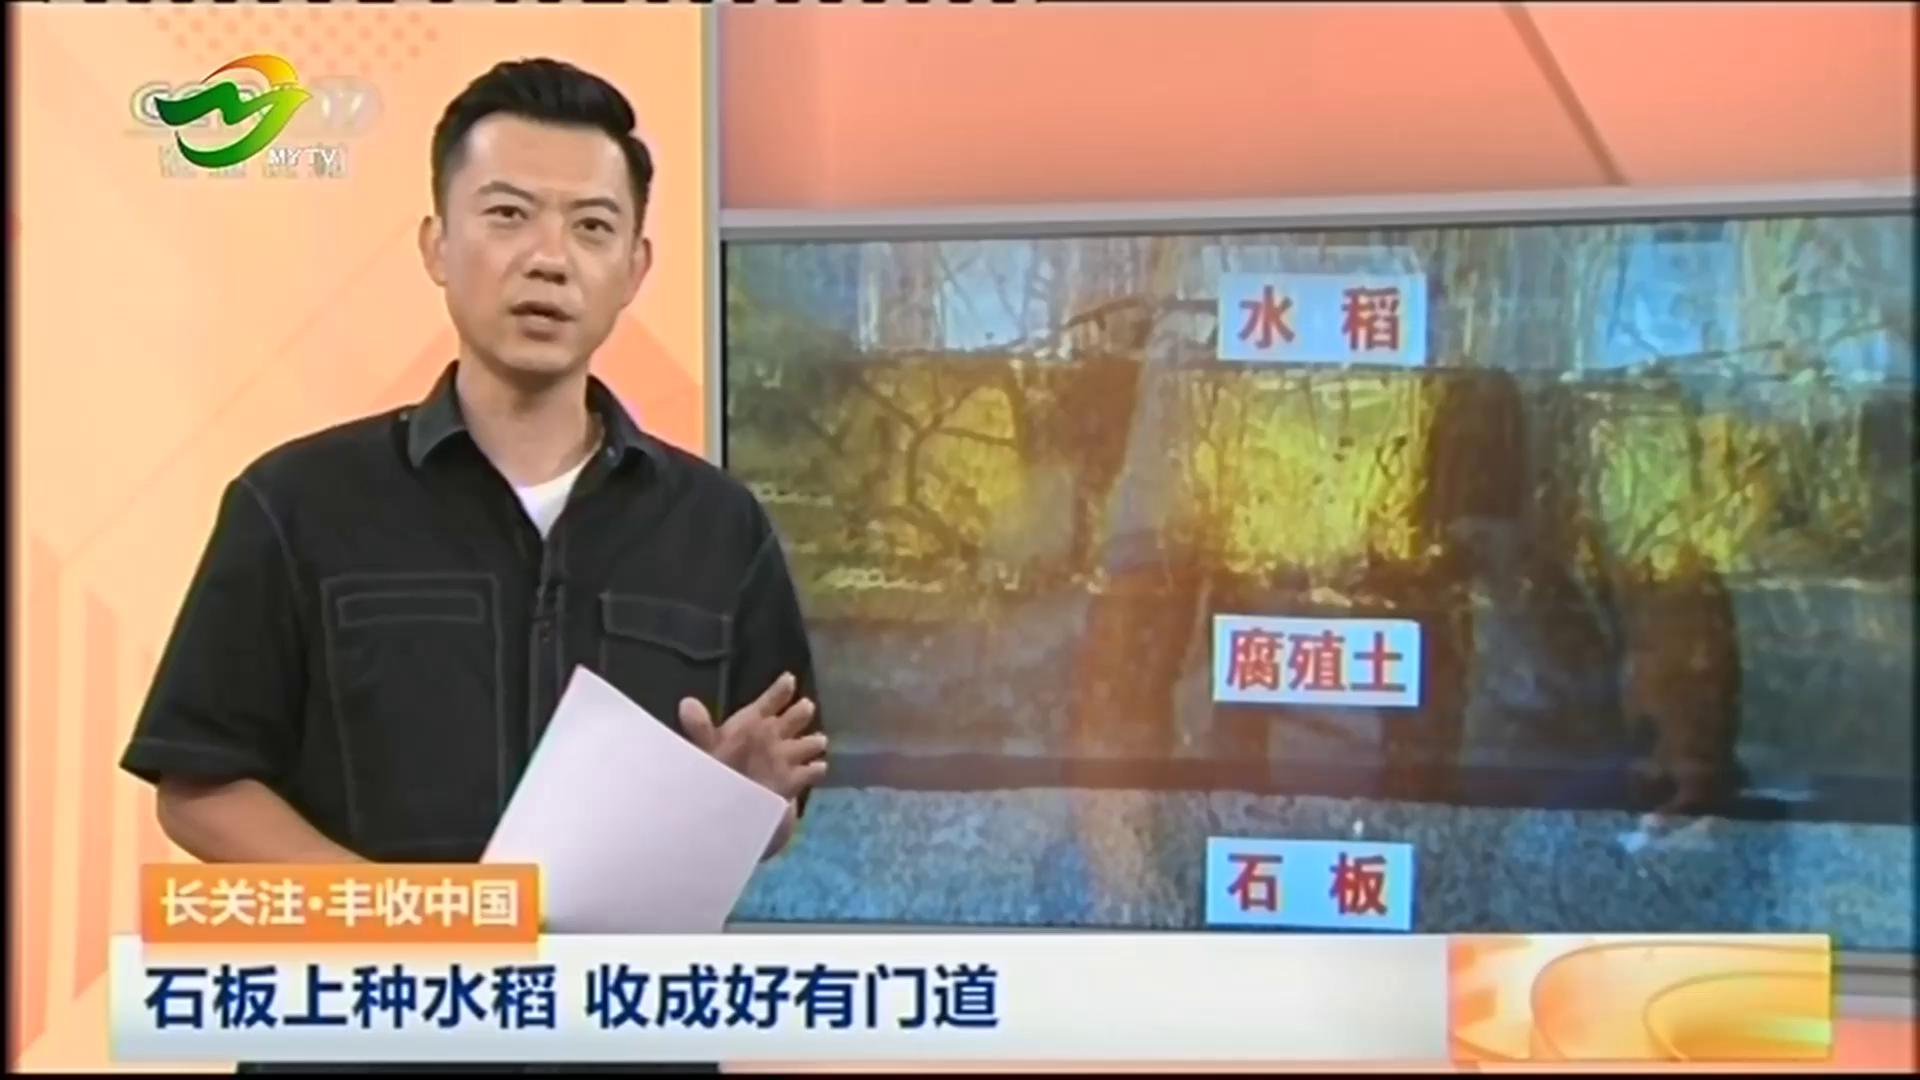 MYTV
水 稻
腐殖土
石 板
长关注·丰收中国
石板上种水稻 收成好有门道